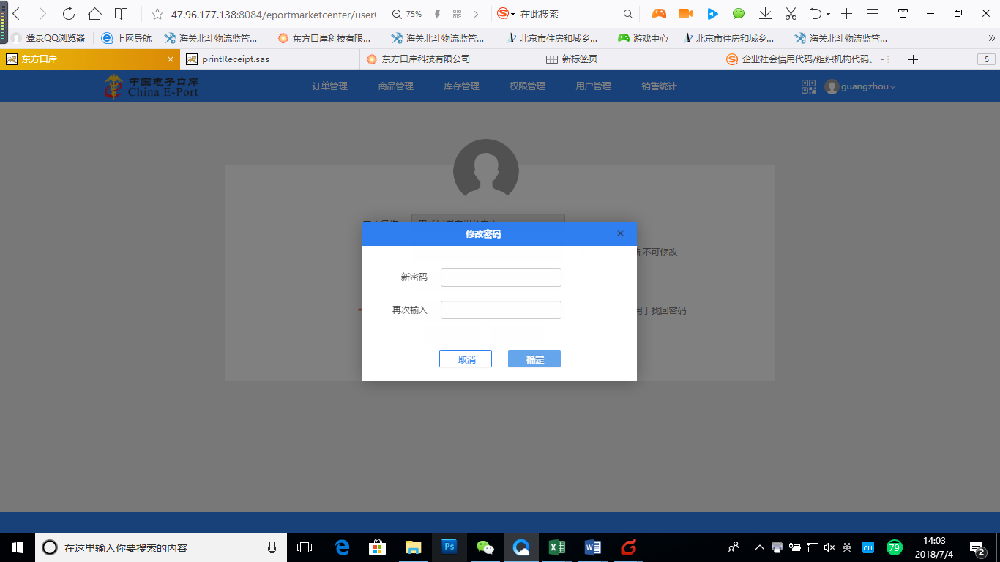 47.96.177.138:8084/eportmarketcenter/user 75% 在此搜索
登录QQ浏览器 上网导航 海关北斗物流监管... 东方口岸科技有限... 海关北斗物流监管... 北京市住房和城乡... 游戏中心 北京市住房和城乡... 海关北斗物流监管...
东方口岸 printReceipt.sas 东方口岸科技有限公司 新标签页 企业社会信用代码/组织机构代码、 - 5
中国电子口岸
China E-Port
订单管理 商品管理 库存管理 权限管理 用户管理 销售统计 guangzhou
修改密码
不可修改
新密码
用于找回密码
*
再次输入
取消 确定
在这里输入你要搜索的内容 Ps 英 du 79 14:03
2018/7/4 2